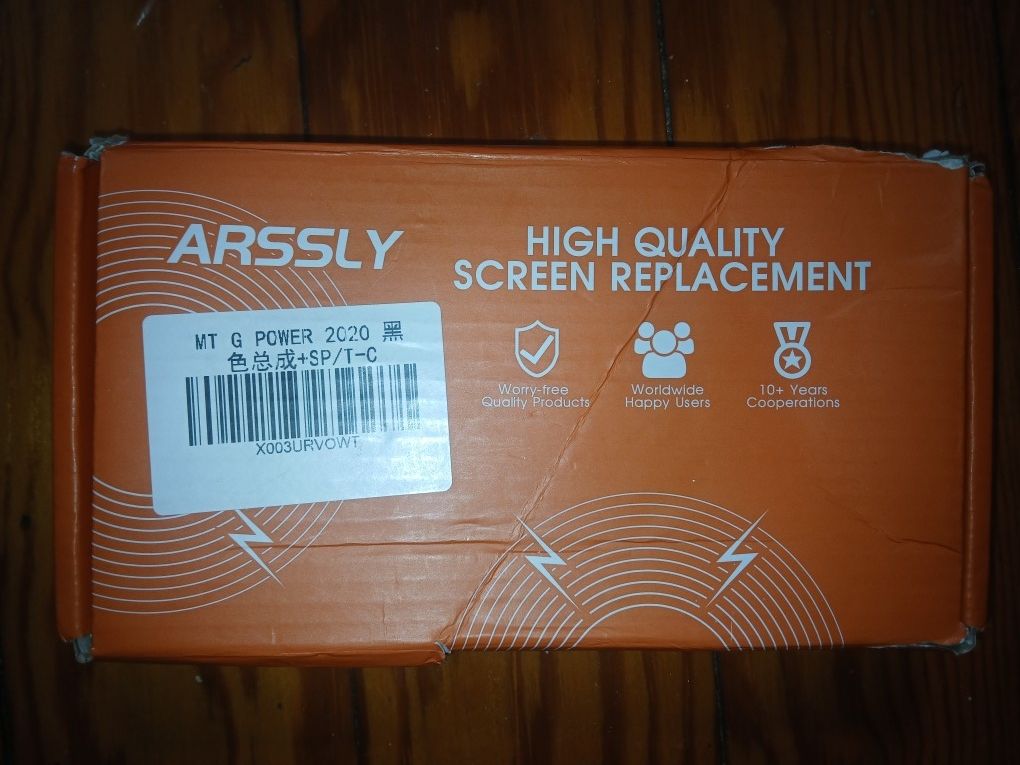 ARSSLY
HIGH QUALITY
SCREEN REPLACEMENT
MT G POWER 2020 黑
色总成+SP/T-C
X003URVOWT
Worry-free
Quality Products
Worldwide
Happy Users
10+ Years
Cooperations